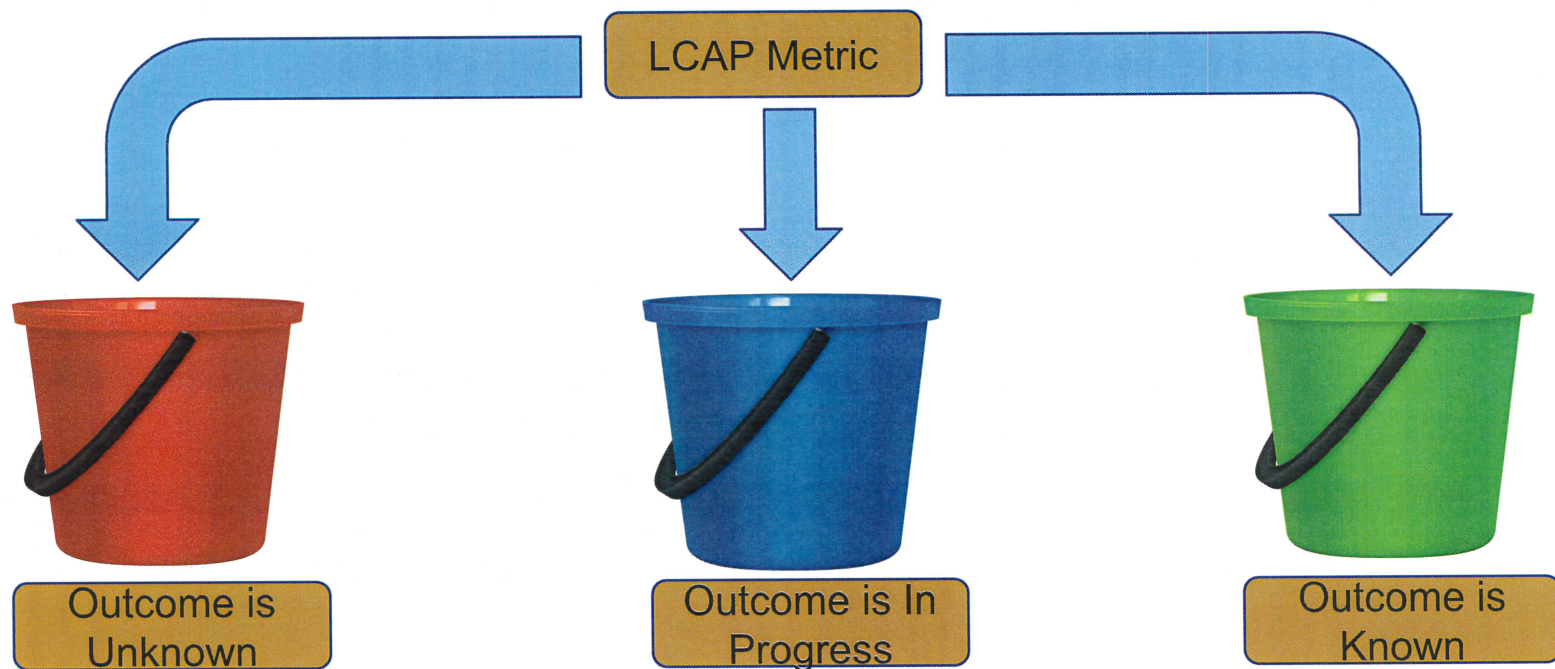 LCAP Metric
Outcome is
Unknown
Outcome is In
Progress
Outcome is
Known